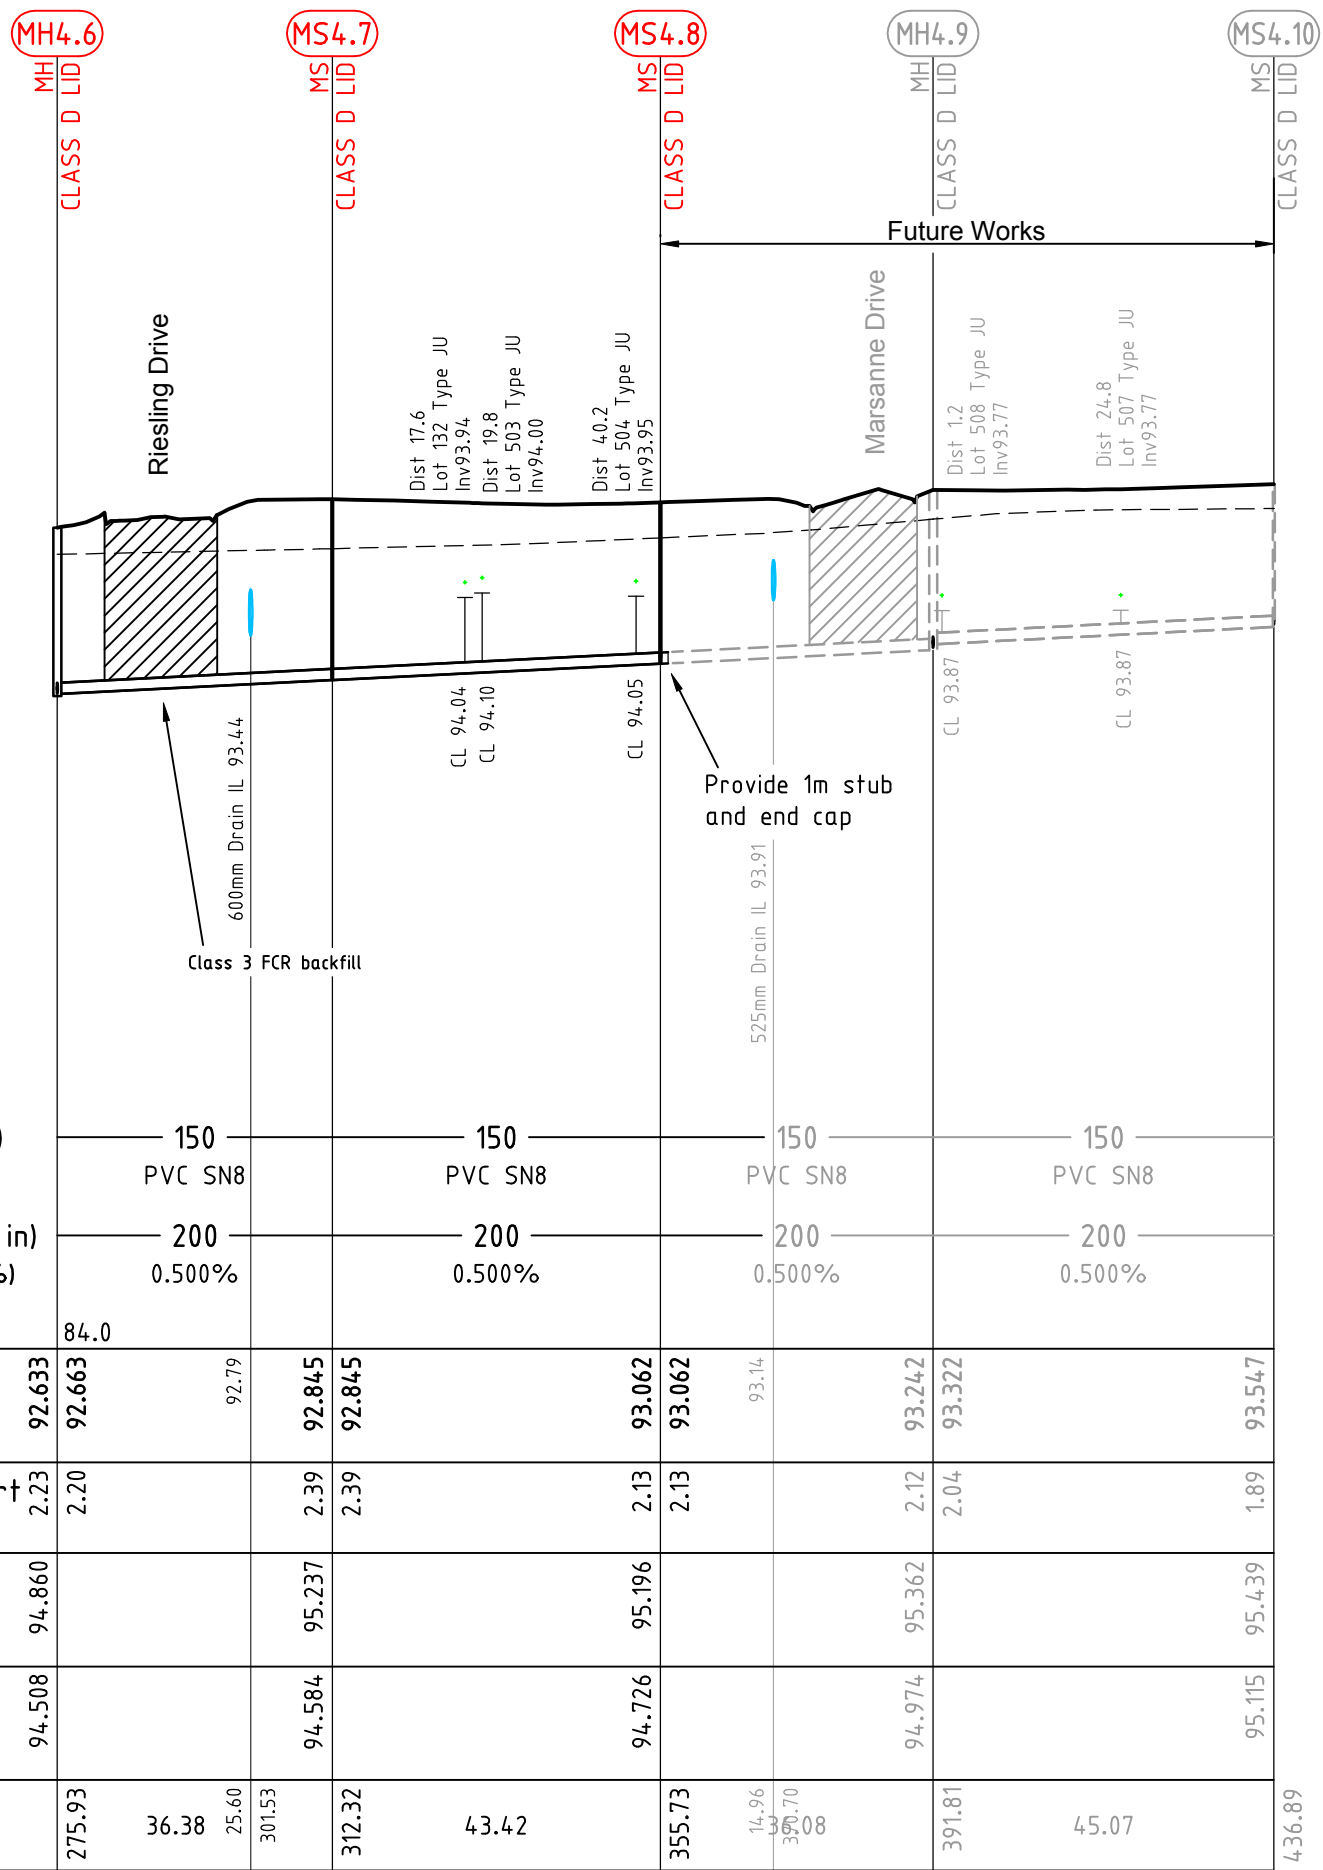 MH4.6
MS4.7
MS4.8
MH4.9
MS4.10
MH
CLASS D LID
MS
CLASS D LID
MS
CLASS D LID
MH
CLASS D LID
MS
CLASS D LID
Future Works
Riesling Drive
Dist 17.6
Lot 132 Type JU
Inv93.94
Dist 19.8
Lot 503 Type JU
Inv94.00
Dist 40.2
Lot 504 Type JU
Inv93.95
Marsanne Drive
Dist 1.2
Lot 508 Type JU
Inv93.77
Dist 24.8
Lot 507 Type JU
Inv93.77
600mm Drain IL 93.44
CL 94.04
CL 94.10
CL 94.05
CL 93.87
CL 93.87
Provide 1m stub
and end cap
525mm Drain IL 93.91
Class 3 FCR backfill
)
150
150
150
150
PVC SN8
PVC SN8
PVC SN8
PVC SN8
in)
200
200
200
200
%)
0.500%
0.500%
0.500%
0.500%
84.0
92.633
92.663
92.79
92.845
92.845
93.062
93.062
93.14
93.242
93.322
93.547
rt
2.23
2.20
2.39
2.39
2.13
2.13
2.12
2.04
1.89
94.860
95.237
95.196
95.362
95.439
94.508
94.584
94.726
94.974
95.115
275.93
36.38
25.60
301.53
312.32
43.42
355.73
14.96
36.08
391.81
45.07
436.89